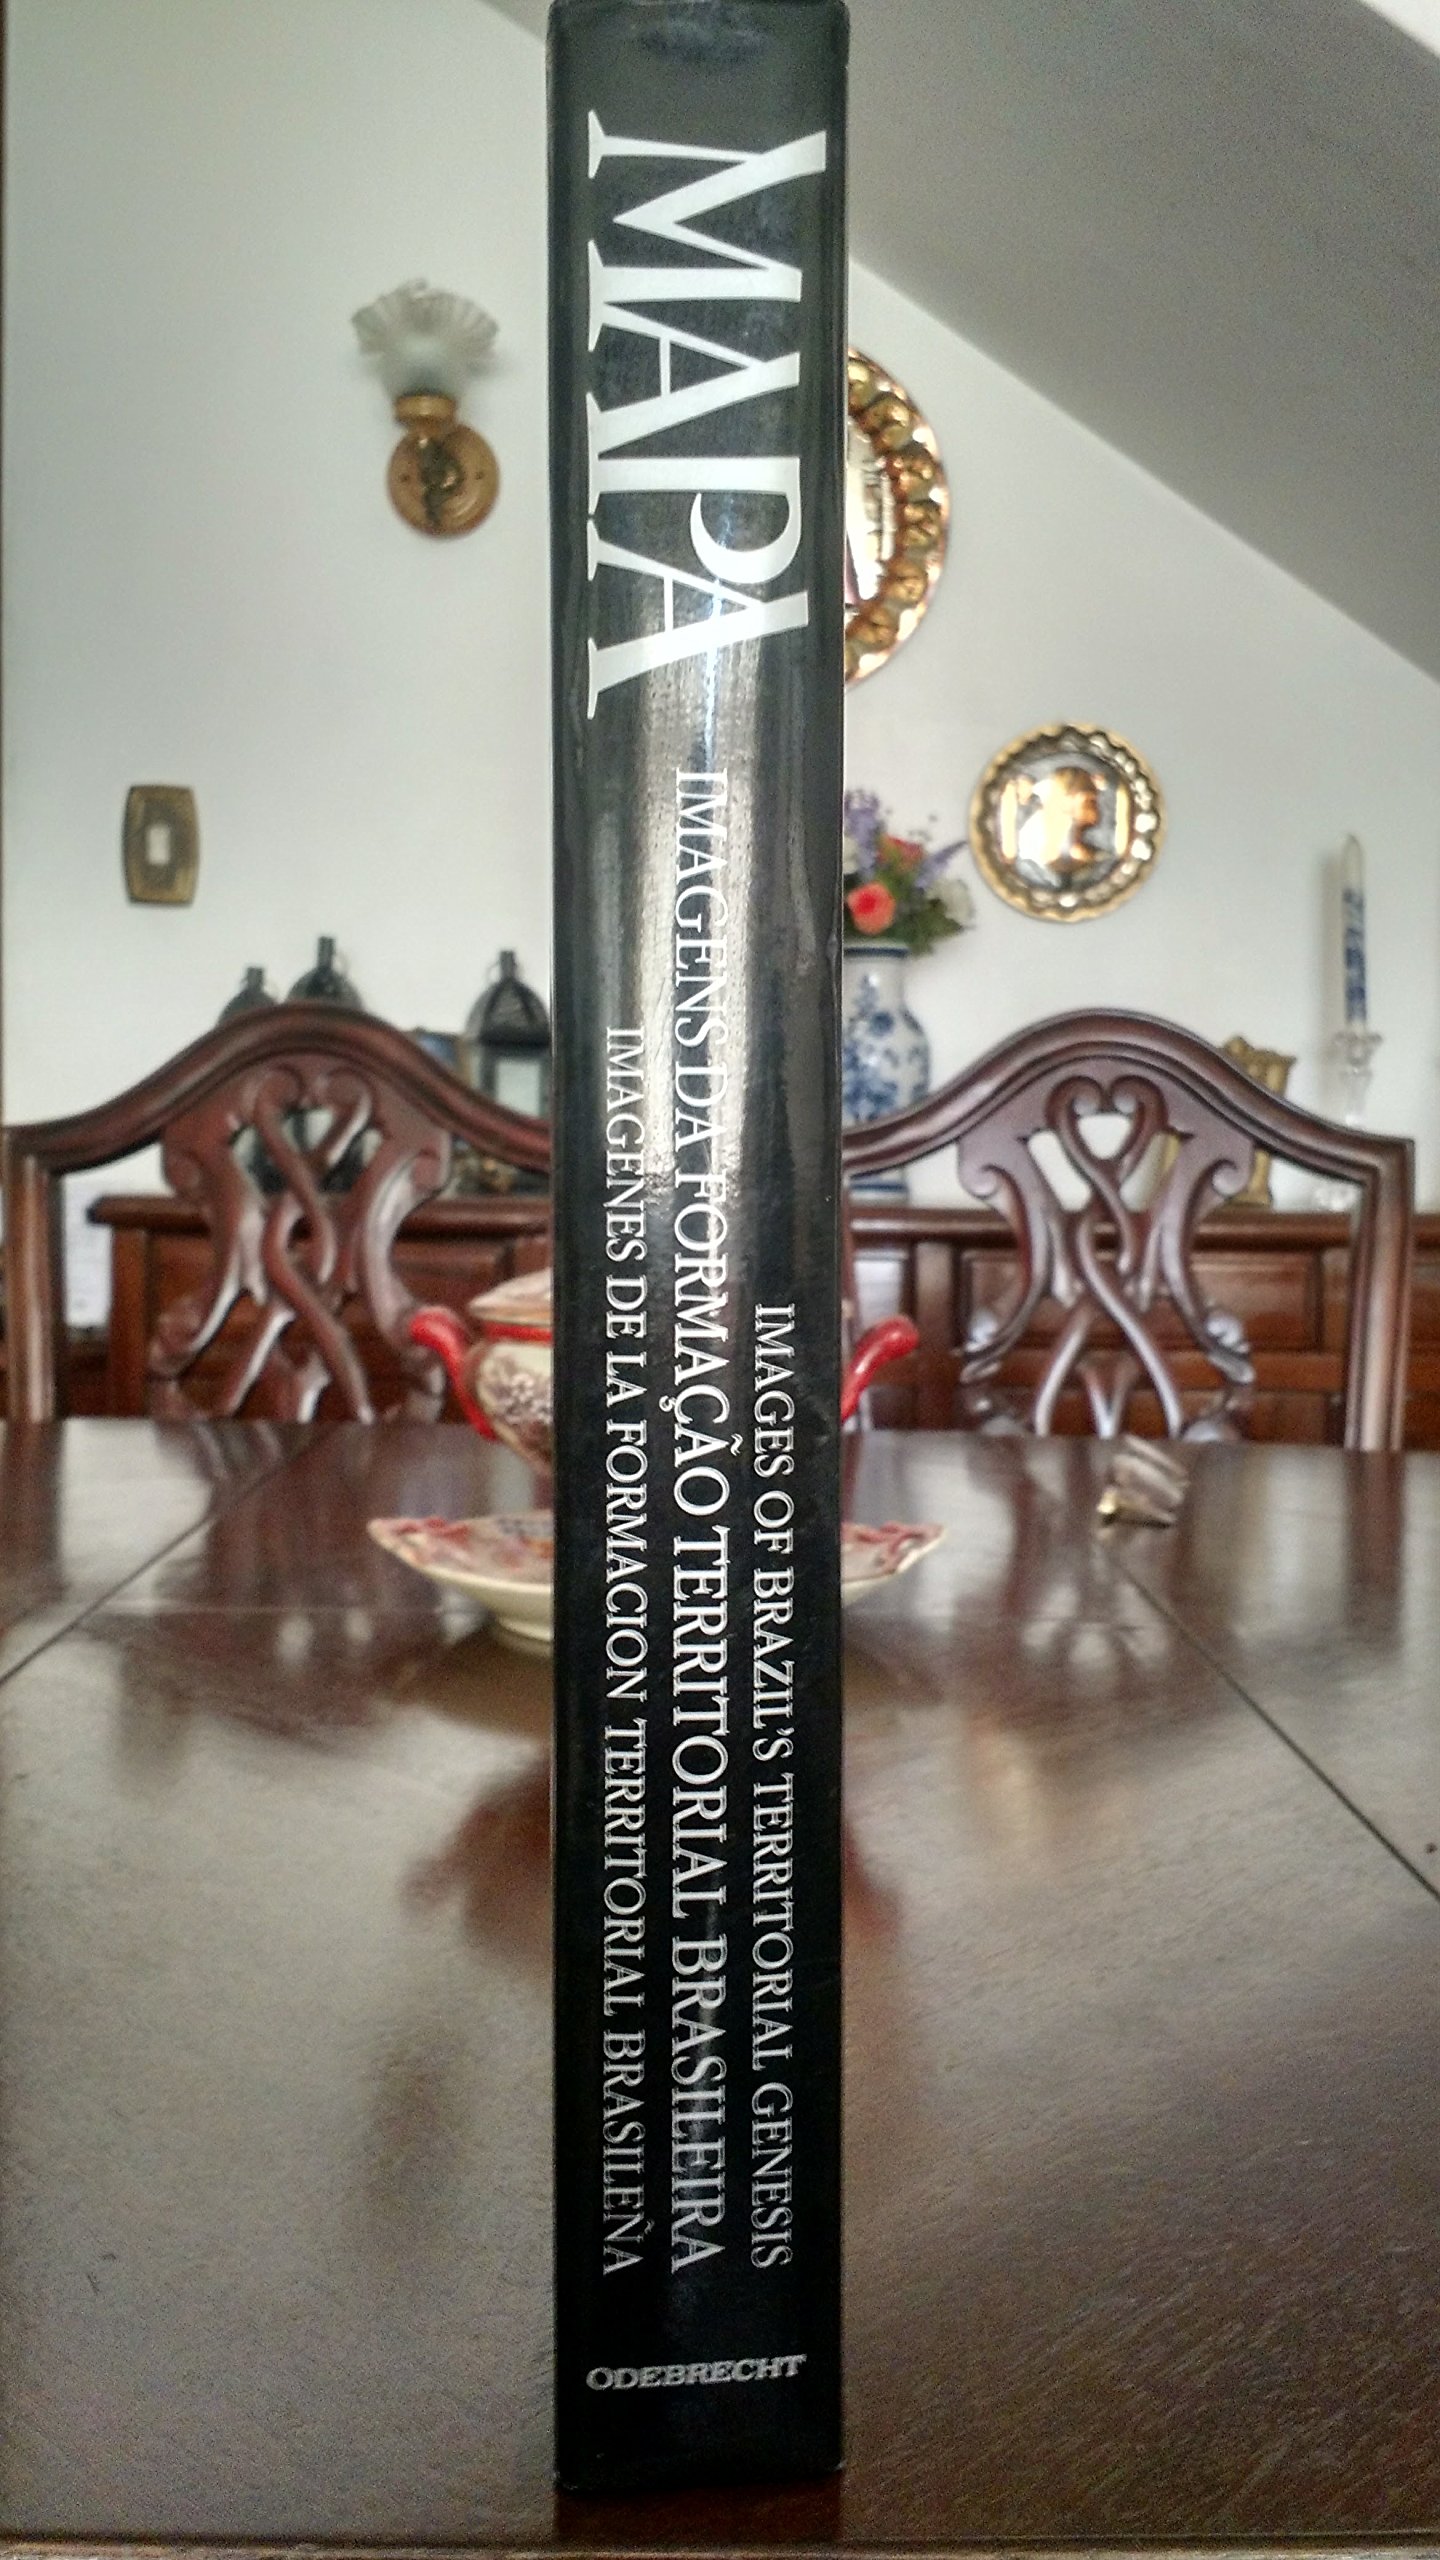 MAPA
IMAGES OF BRAZIL'S TERRITORIAL GENESIS
IMAGENS DA FORMAÇÃO TERRITORIAL BRASILEIRA
IMAGENES DE LA FORMACION TERRITORIAL BRASILEÑA
ODEBRECHT